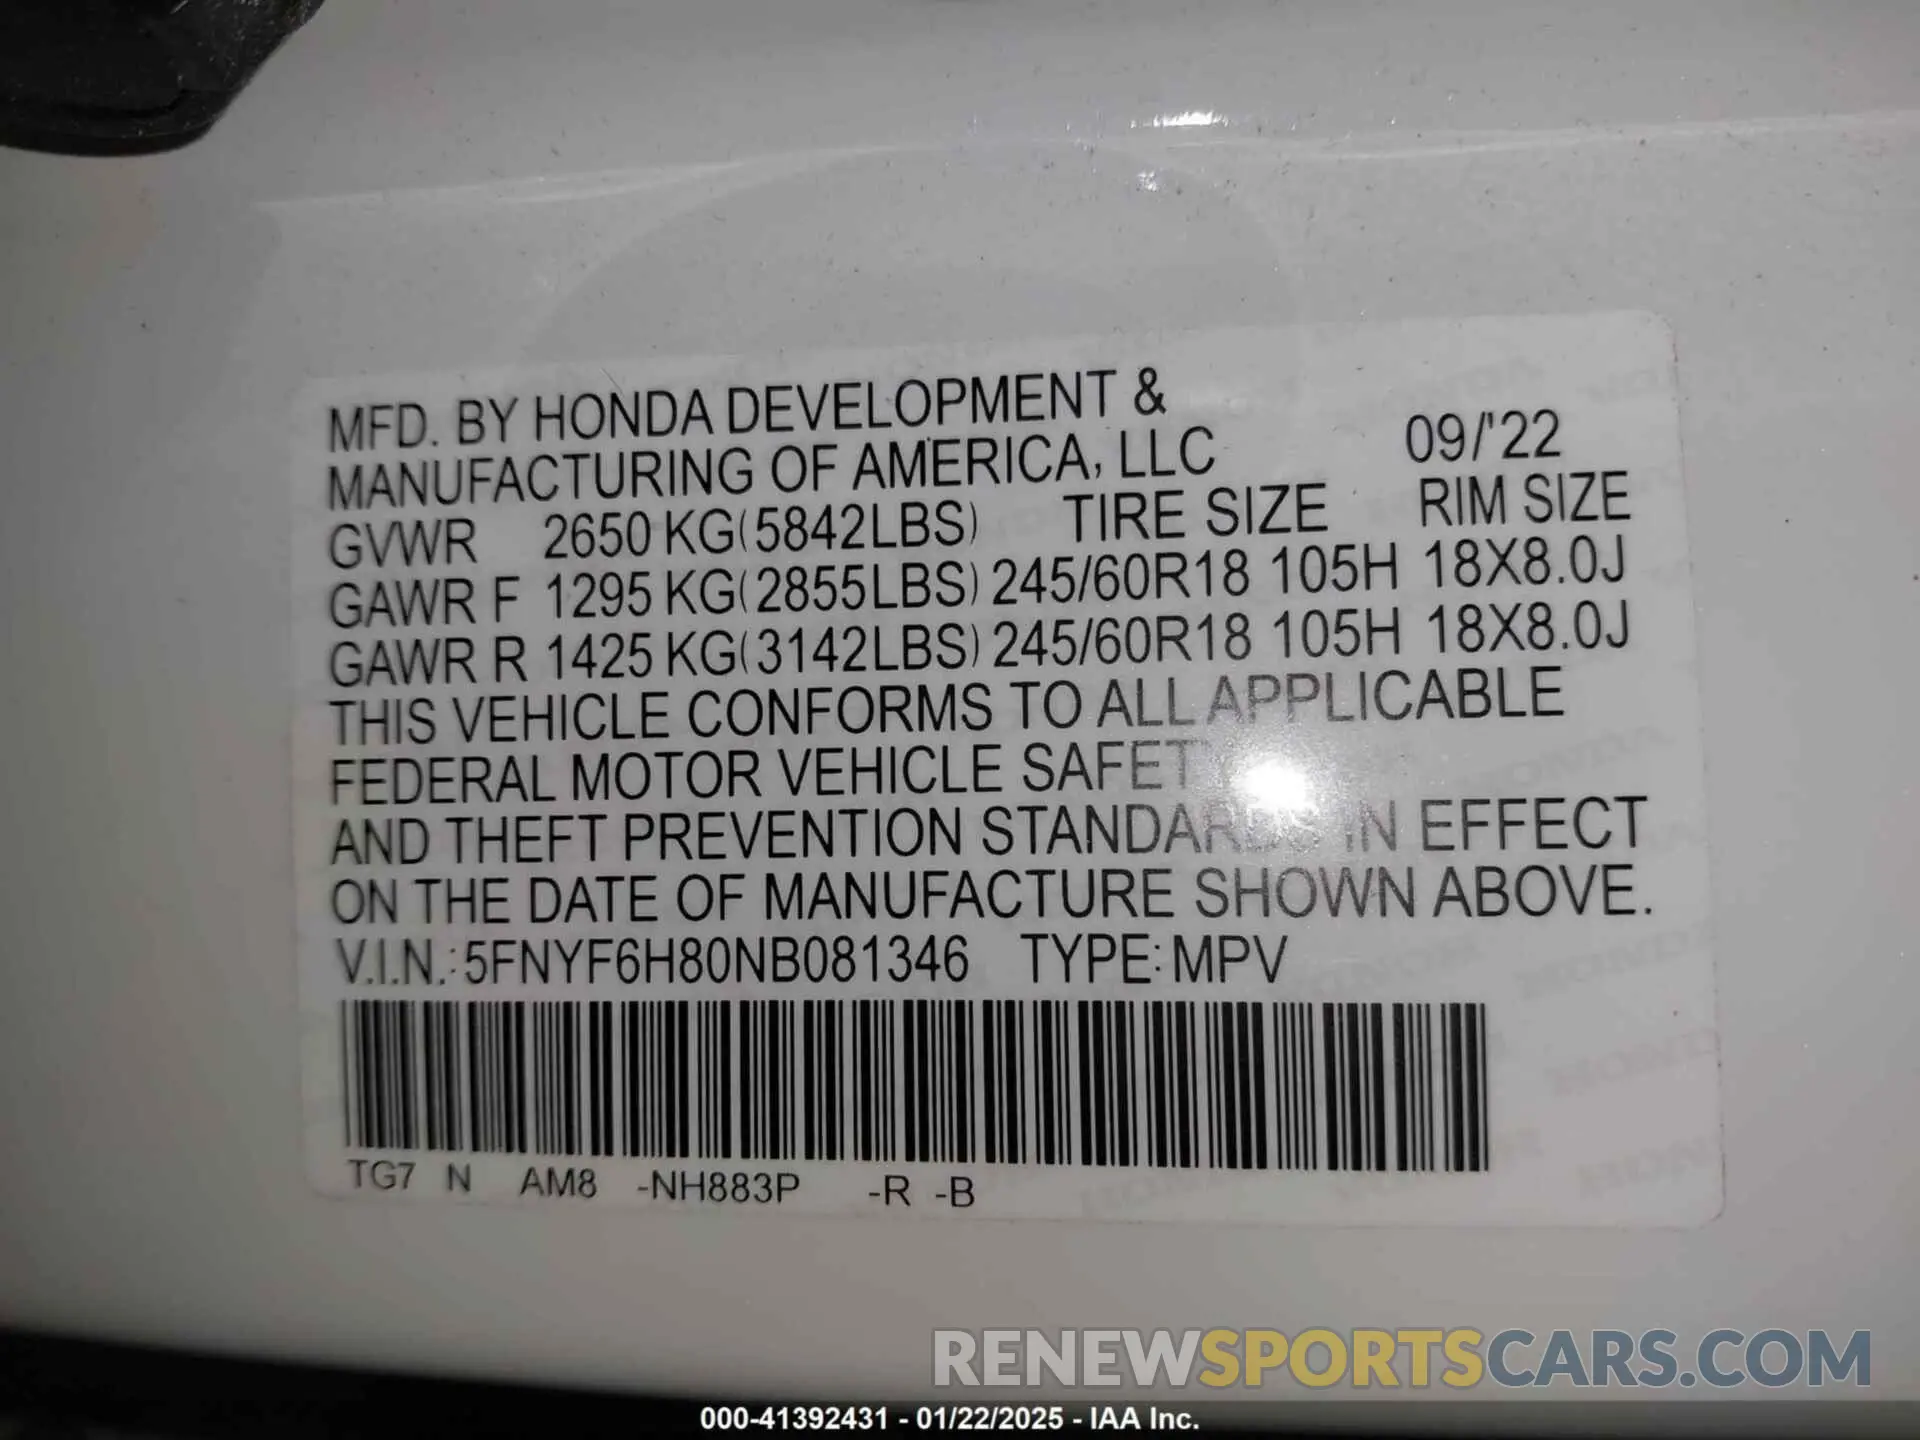 MFD. BY HONDA DEVELOPMENT &
MANUFACTURING OF AMERICA, LLC 09/'22
GVWR 2650 KG(5842LBS) TIRE SIZE RIM SIZE
GAWR F 1295 KG(2855LBS) 245/60R18 105H 18X8.0J
GAWR R 1425 KG(3142LBS) 245/60R18 105H 18X8.0J
THIS VEHICLE CONFORMS TO ALL APPLICABLE
FEDERAL MOTOR VEHICLE SAFETY
AND THEFT PREVENTION STANDARDS IN EFFECT
ON THE DATE OF MANUFACTURE SHOWN ABOVE.
V.I.N.: 5FNYF6H80NB081346 TYPE: MPV
TG7 N AM8 -NH883P -R -B
RENEWSPORTSCARS.COM
000-41392431 - 01/22/2025 - IAA Inc.